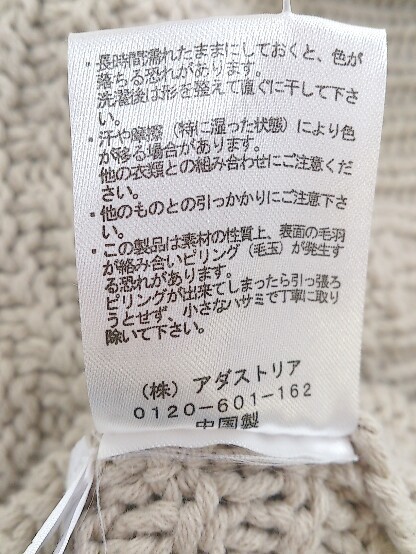 ・長時間濡れたままにしておくと、色が
落ちる恐れがあります。
洗濯後は形を整えて直ぐに干して下さ
い。
・汗や摩擦（特に湿った状態）により色
が移る場合があります。
他の衣類との組み合わせにご注意くだ
さい。
・他のものとの引っかかりにご注意下さ
い。
・この製品は素材の性質上、表面の毛羽
が絡み合いピリング（毛玉）が発生す
る恐れがあります。
ピリングが出来てしまったら引っ張ろ
うとせず、小さなハサミで丁寧に取り
除いて下さい。
（株）アダストリア
0120-601-162
中国製